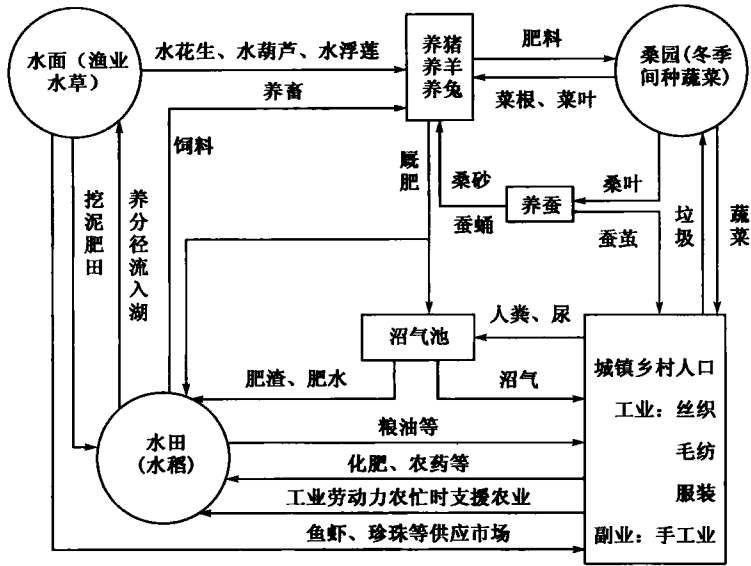 水面（渔业
水草）
水花生、水葫芦、水浮莲
养畜
养猪
养羊
养兔
肥料
菜根、菜叶
桑园(冬季
间种蔬菜)
饲料
厩肥
桑砂
蚕蛹
养蚕
桑叶
蚕茧
垃圾
蔬菜
挖泥肥田
养分径流入湖
沼气池
人粪、尿
肥渣、肥水
沼气
城镇乡村人口
工业：丝织
毛纺
服装
副业：手工业
水田
(水稻)
粮油等
化肥、农药等
工业劳动力农忙时支援农业
鱼虾、珍珠等供应市场